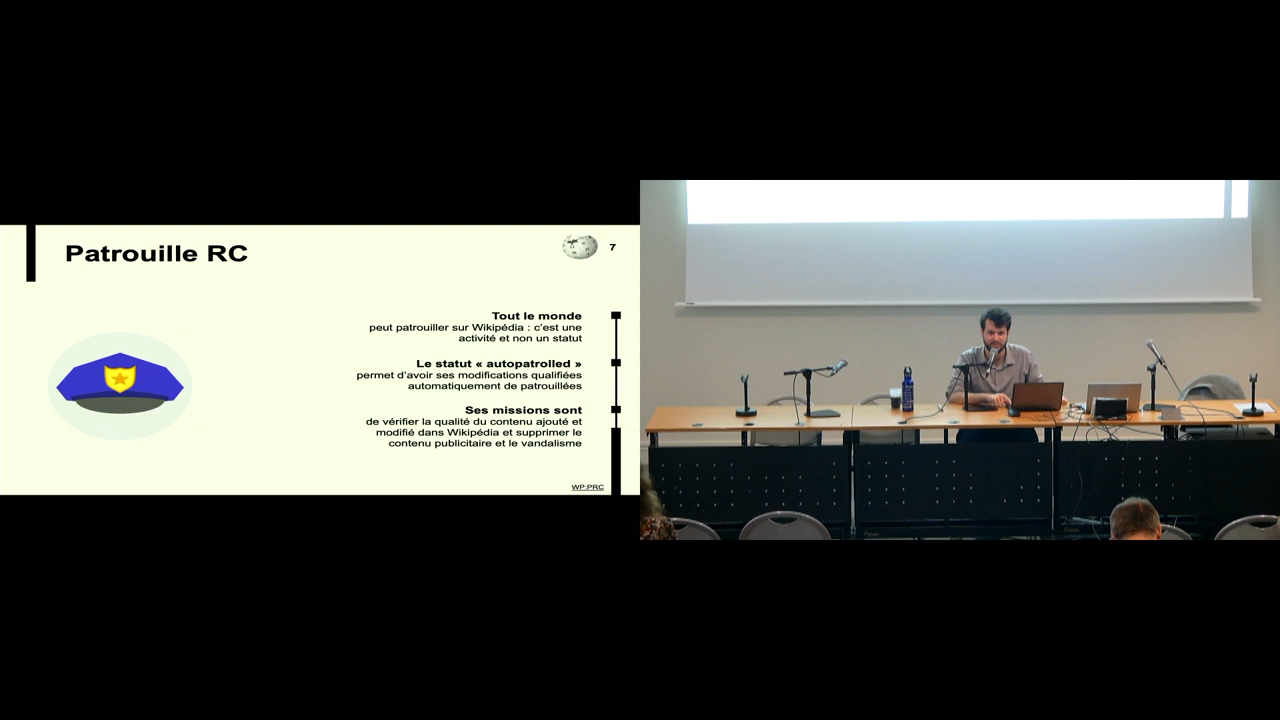 Patrouille RC
7
Tout le monde
peut patrouiller sur Wikipédia : c'est une
activité et non un statut
Le statut « autopatrolled »
permet d'avoir ses modifications qualifiées
automatiquement de patrouillées
Ses missions sont
de vérifier la qualité du contenu ajouté et
modifié dans Wikipédia et supprimer le
contenu publicitaire et le vandalisme
WP:PRC